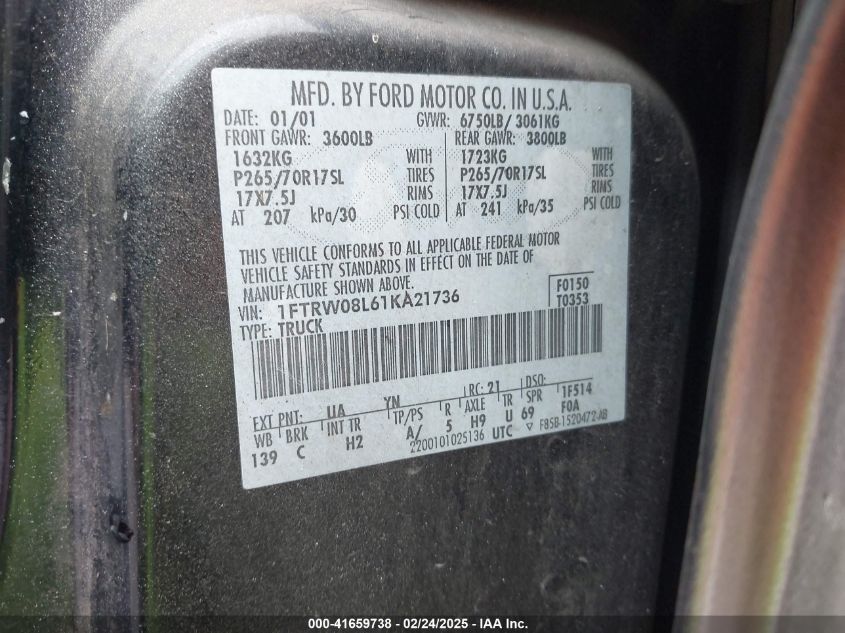 MFD. BY FORD MOTOR CO. IN U.S.A.
DATE: 01/01 GVWR: 6750LB/ 3061KG
FRONT GAWR: 3600LB REAR GAWR: 3800LB
1632KG WITH 1723KG WITH
P265/70R17SL TIRES P265/70R17SL TIRES
17X7.5J RIMS 17X7.5J RIMS
AT 207 kPa/30 PSI COLD AT 241 kPa/35 PSI COLD
THIS VEHICLE CONFORMS TO ALL APPLICABLE FEDERAL MOTOR
VEHICLE SAFETY STANDARDS IN EFFECT ON THE DATE OF
MANUFACTURE SHOWN ABOVE.
VIN: 1FTRW08L61KA21736 F0150
TYPE: TRUCK T0353
EXT PNT: UA YN RC: 21 DSO:
WB BRK INT TR TP/PS R AXLE TR SPR 1F514
139 C H2 A/ 5 H9 U 69 F0A
2200101025136 UTC ▽ F85B-1520472-AB
000-41659738 - 02/24/2025 - IAA Inc.